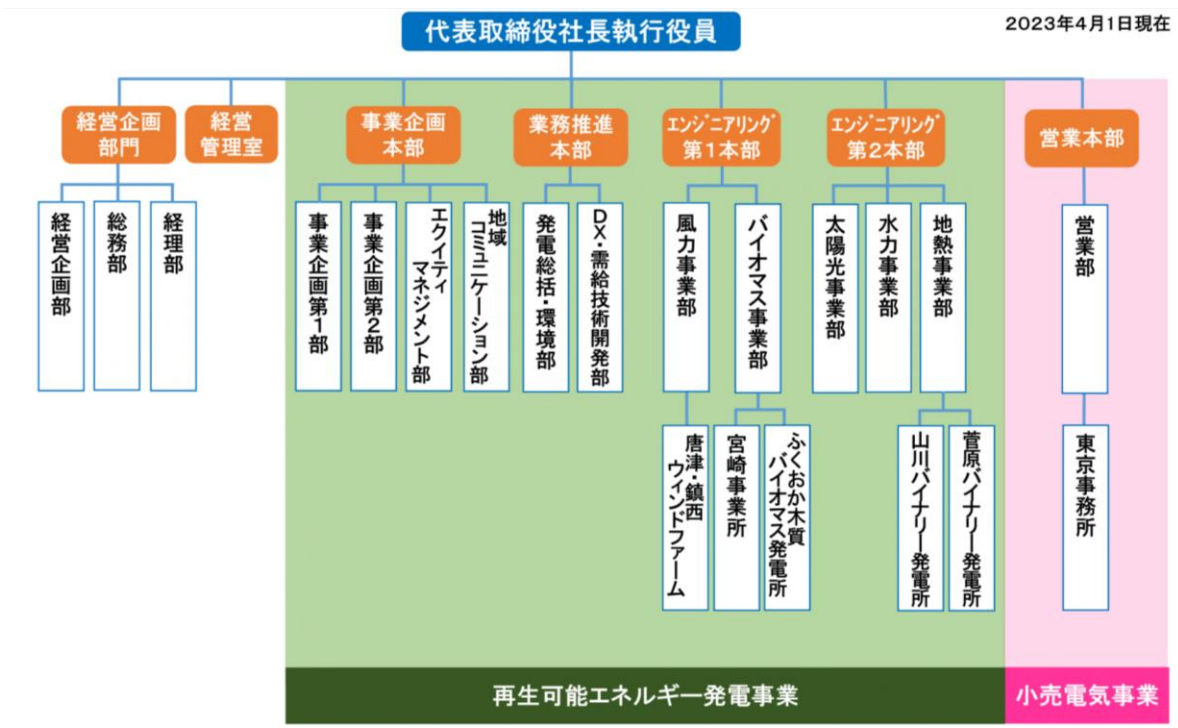 代表取締役社長執行役員
2023年4月1日現在
経営企画
部門
経営
管理室
事業企画
本部
業務推進
本部
エンジニアリング
第1本部
エンジニアリング
第2本部
営業本部
経営企画部
総務部
経理部
事業企画第1部
事業企画第2部
エクイティ
マネジメント部
地域
コミュニケーション部
発電総括・環境部
DX・需給技術開発部
風力事業部
バイオマス事業部
太陽光事業部
水力事業部
地熱事業部
営業部
唐津・鎮西
ウィンドファーム
宮崎事業所
ふくおか木質
バイオマス発電所
山川バイナリー発電所
菅原バイナリー発電所
東京事務所
再生可能エネルギー発電事業
小売電気事業